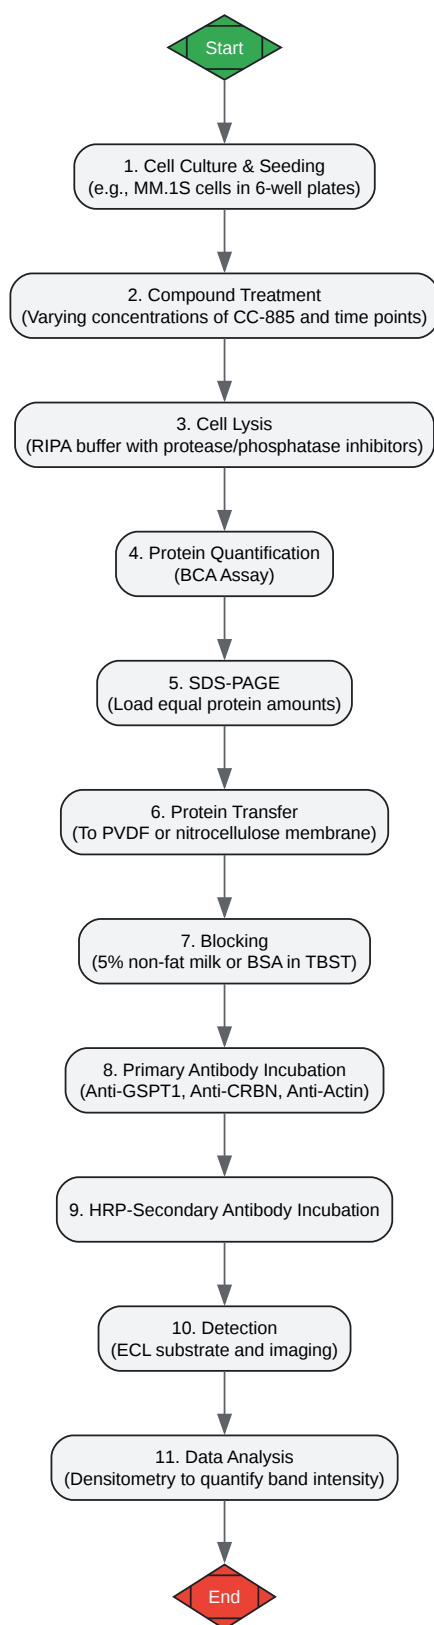 Start
1. Cell Culture & Seeding
(e.g., MM.1S cells in 6-well plates)
2. Compound Treatment
(Varying concentrations of CC-885 and time points)
3. Cell Lysis
(RIPA buffer with protease/phosphatase inhibitors)
4. Protein Quantification
(BCA Assay)
5. SDS-PAGE
(Load equal protein amounts)
6. Protein Transfer
(To PVDF or nitrocellulose membrane)
7. Blocking
(5% non-fat milk or BSA in TBST)
8. Primary Antibody Incubation
(Anti-GSPT1, Anti-CRBN, Anti-Actin)
9. HRP-Secondary Antibody Incubation
10. Detection
(ECL substrate and imaging)
11. Data Analysis
(Densitometry to quantify band intensity)
End